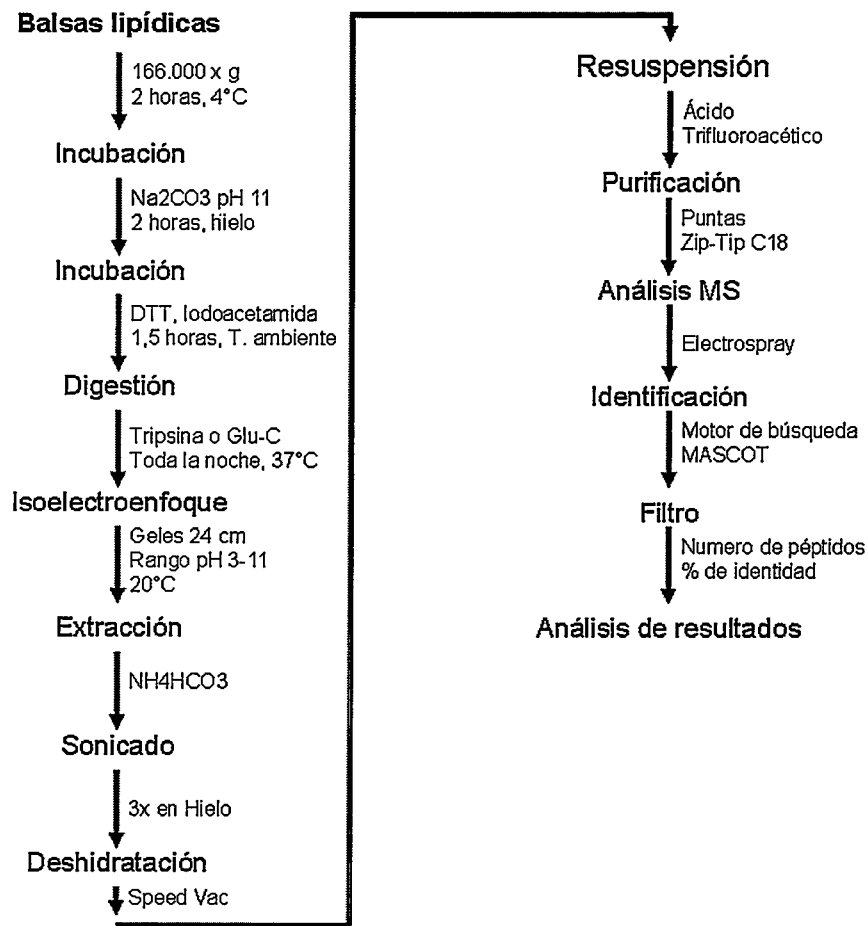 Balsas lipídicas
166.000 x g
2 horas, 4°C
Incubación
Na2CO3 pH 11
2 horas, hielo
Incubación
DTT, Iodoacetamida
1,5 horas, T. ambiente
Digestión
Tripsina o Glu-C
Toda la noche, 37°C
Isoelectroenfoque
Geles 24 cm
Rango pH 3-11
20°C
Extracción
NH4HCO3
Sonicado
3x en Hielo
Deshidratación
Speed Vac
Resuspensión
Ácido
Trifluoroacético
Purificación
Puntas
Zip-Tip C18
Análisis MS
Electrospray
Identificación
Motor de búsqueda
MASCOT
Filtro
Numero de péptidos
% de identidad
Análisis de resultados